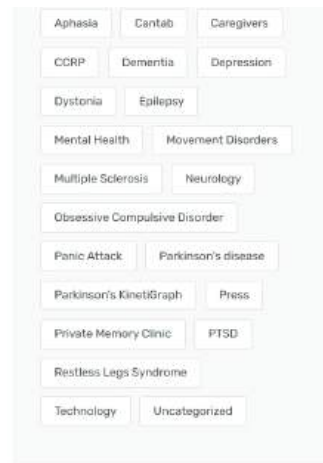 Aphasia Cantab Caregivers
CCRP Dementia Depression
Dystonia Epilepsy
Mental Health Movement Disorders
Multiple Sclerosis Neurology
Obsessive Compulsive Disorder
Panic Attack Parkinson's disease
Parkinson's KinetiGraph Press
Private Memory Clinic PTSD
Restless Legs Syndrome
Technology Uncategorized